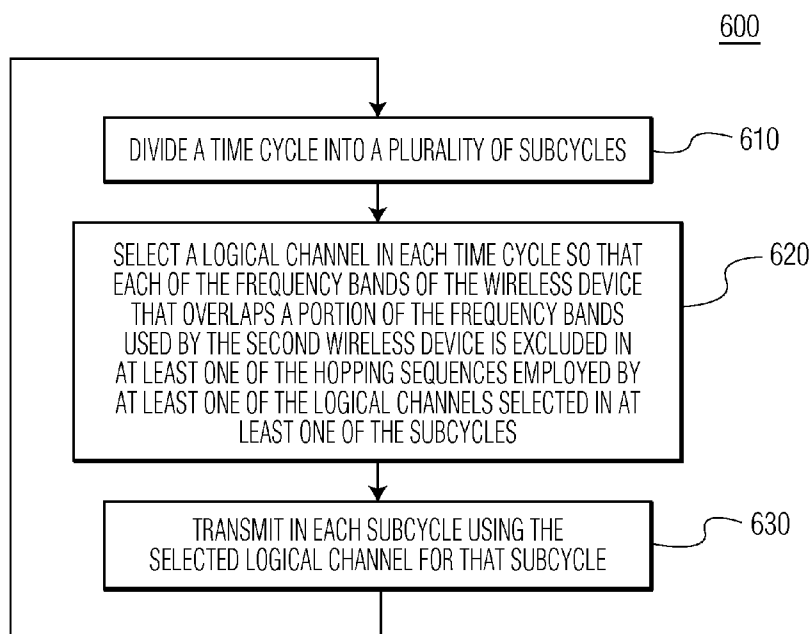 600
DIVIDE A TIME CYCLE INTO A PLURALITY OF SUBCYCLES
610
SELECT A LOGICAL CHANNEL IN EACH TIME CYCLE SO THAT
EACH OF THE FREQUENCY BANDS OF THE WIRELESS DEVICE
THAT OVERLAPS A PORTION OF THE FREQUENCY BANDS
USED BY THE SECOND WIRELESS DEVICE IS EXCLUDED IN
AT LEAST ONE OF THE HOPPING SEQUENCES EMPLOYED BY
AT LEAST ONE OF THE LOGICAL CHANNELS SELECTED IN AT
LEAST ONE OF THE SUBCYCLES
620
TRANSMIT IN EACH SUBCYCLE USING THE
SELECTED LOGICAL CHANNEL FOR THAT SUBCYCLE.
630